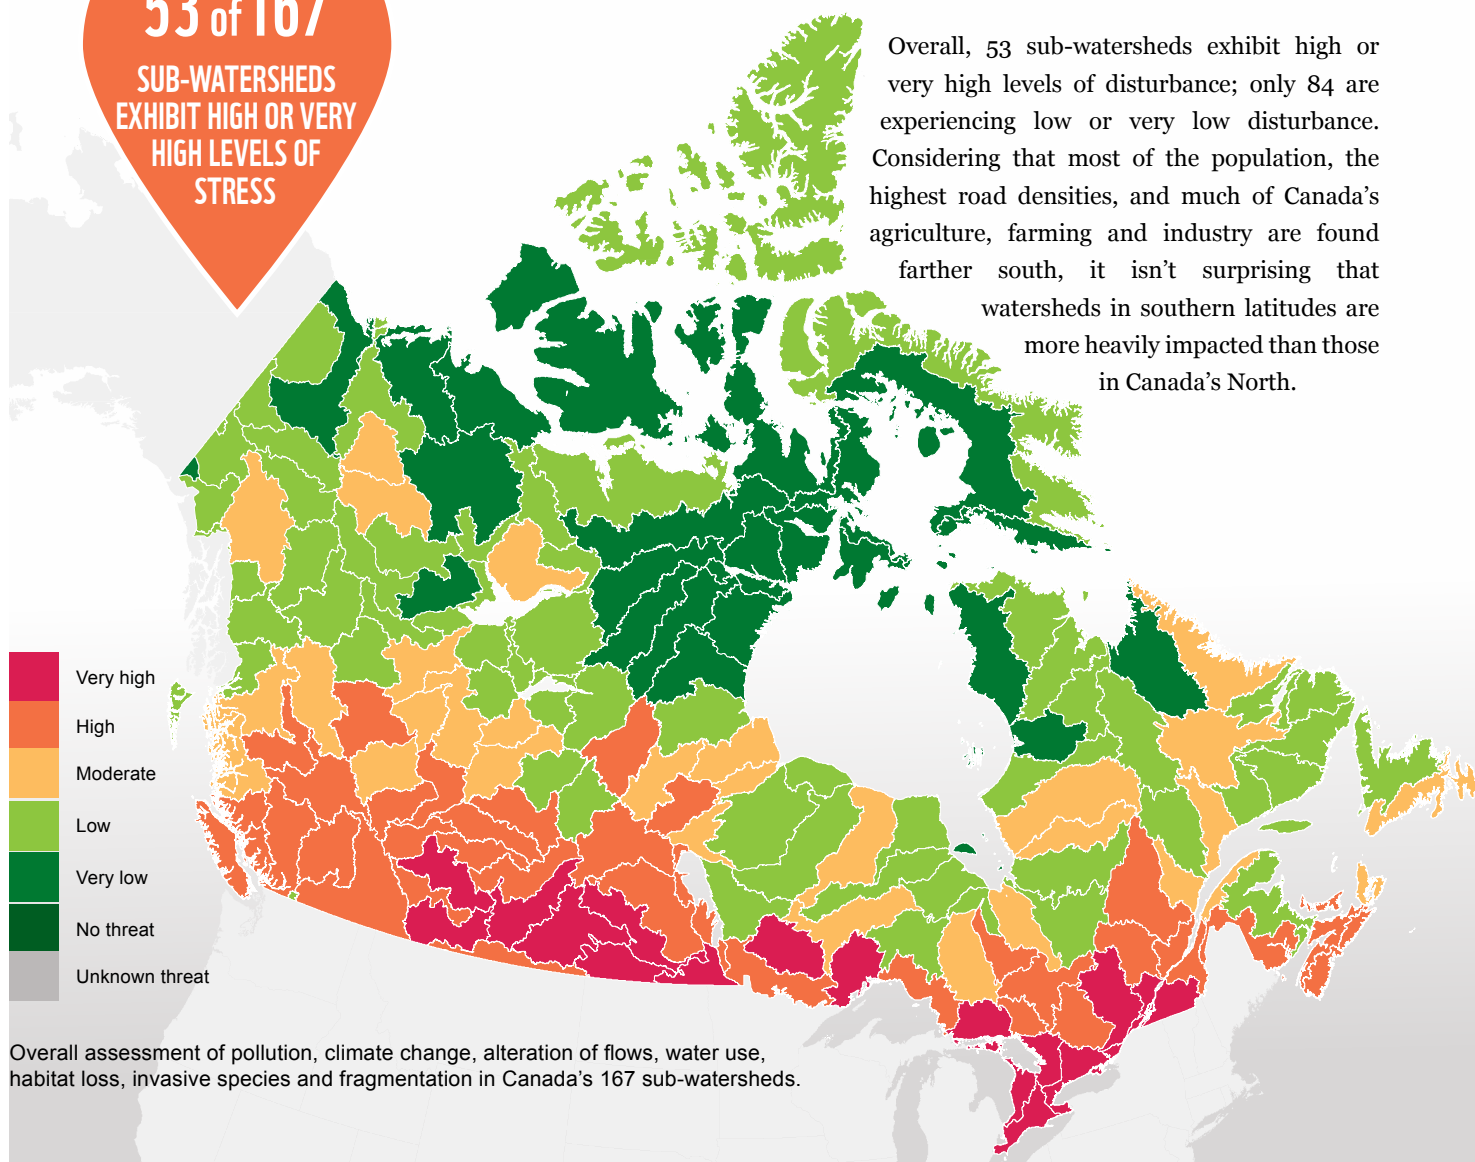 53 of 167
SUB-WATERSHEDS
EXHIBIT HIGH OR VERY
HIGH LEVELS OF
STRESS
Overall, 53 sub-watersheds exhibit high or
very high levels of disturbance; only 84 are
experiencing low or very low disturbance.
Considering that most of the population, the
highest road densities, and much of Canada’s
agriculture, farming and industry are found
farther south, it isn’t surprising that
watersheds in southern latitudes are
more heavily impacted than those
in Canada’s North.
Very high
High
Moderate
Low
Very low
No threat
Unknown threat
Overall assessment of pollution, climate change, alteration of flows, water use,
habitat loss, invasive species and fragmentation in Canada’s 167 sub-watersheds.